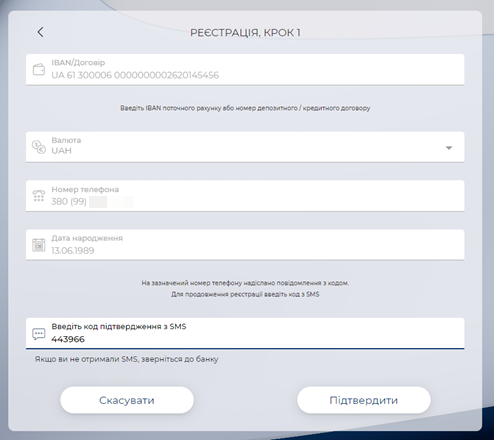 РЕЄСТРАЦІЯ, КРОК 1
IBAN/Договір
UA 61 300006 0000000002620145456
Введіть IBAN поточного рахунку або номер депозитного / кредитного договору
Валюта
UAH
Номер телефона
380 (99)
Дата народження
13.06.1989
На зазначений номер телефону надіслано повідомлення з кодом.
Для продовження реєстрації введіть код з SMS
Введіть код підтвердження з SMS
443966
Якщо ви не отримали SMS, зверніться до банку
Скасувати
Підтвердити